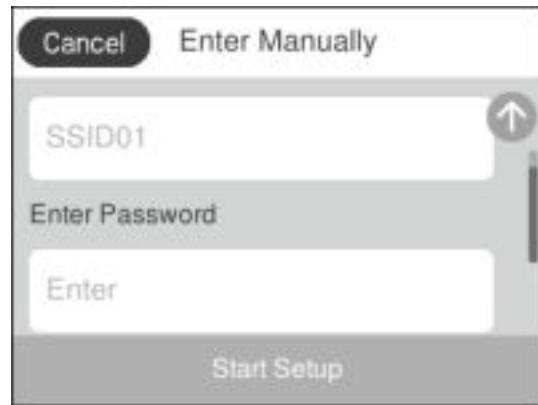 Cancel Enter Manually
SSID01
Enter Password
Enter
Start Setup